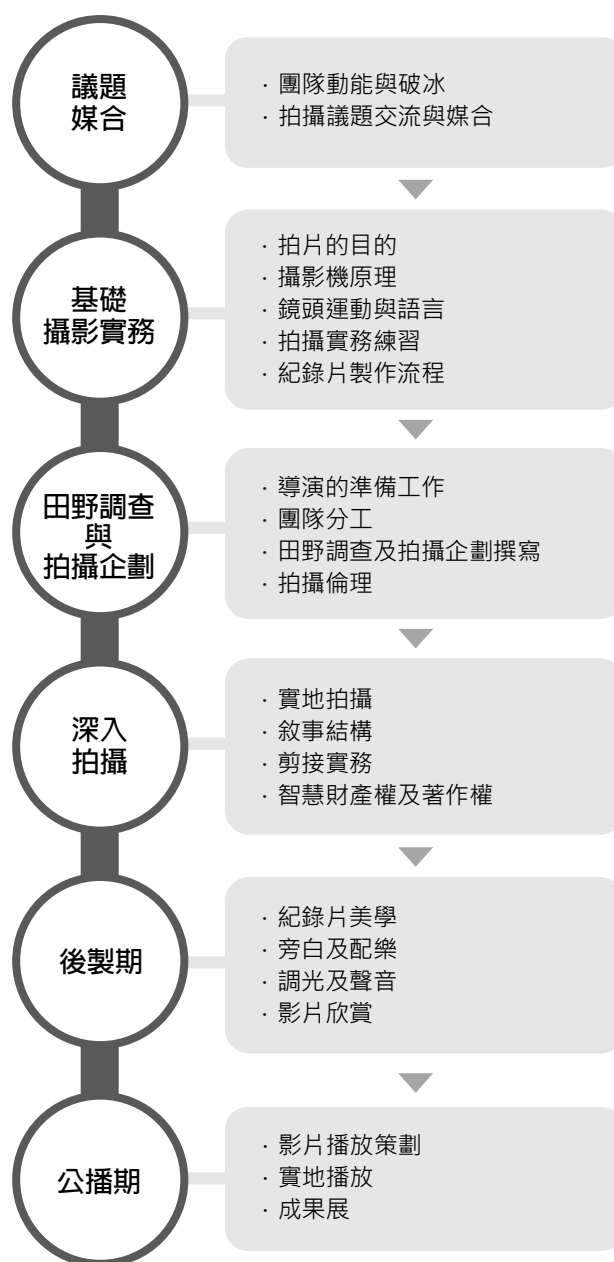 議題
媒合
· 團隊動能與破冰
· 拍攝議題交流與媒合
基礎
攝影實務
· 拍片的目的
· 攝影機原理
· 鏡頭運動與語言
· 拍攝實務練習
· 紀錄片製作流程
田野調查
與
拍攝企劃
· 導演的準備工作
· 團隊分工
· 田野調查及拍攝企劃撰寫
· 拍攝倫理
深入
拍攝
· 實地拍攝
· 敘事結構
· 剪接實務
· 智慧財產權及著作權
後製期
· 紀錄片美學
· 旁白及配樂
· 調光及聲音
· 影片欣賞
公播期
· 影片播放策劃
· 實地播放
· 成果展